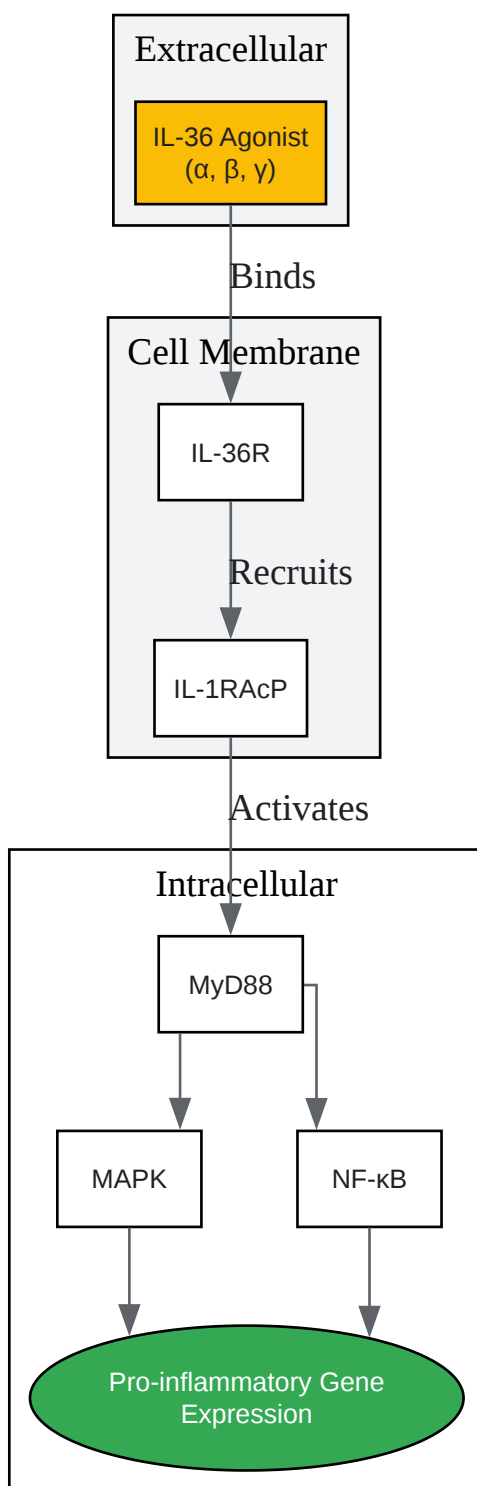 Extracellular
IL-36 Agonist
(α, β, γ)
Binds
Cell Membrane
IL-36R
Recruits
IL-1RAcP
Activates
Intracellular
MyD88
MAPK
NF-κB
Pro-inflammatory Gene
Expression